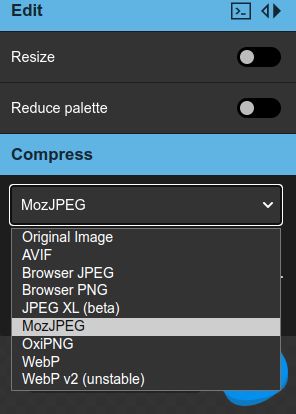 Edit
Resize
Reduce palette
Compress
MozJPEG
Original Image
AVIF
Browser JPEG
Browser PNG
JPEG XL (beta)
MozJPEG
OxiPNG
WebP
WebP v2 (unstable)